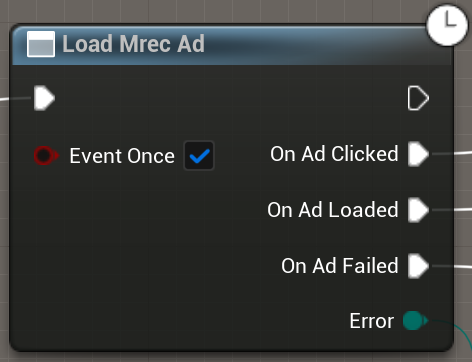 Load Mrec Ad
Event Once
On Ad Clicked
On Ad Loaded
On Ad Failed
Error